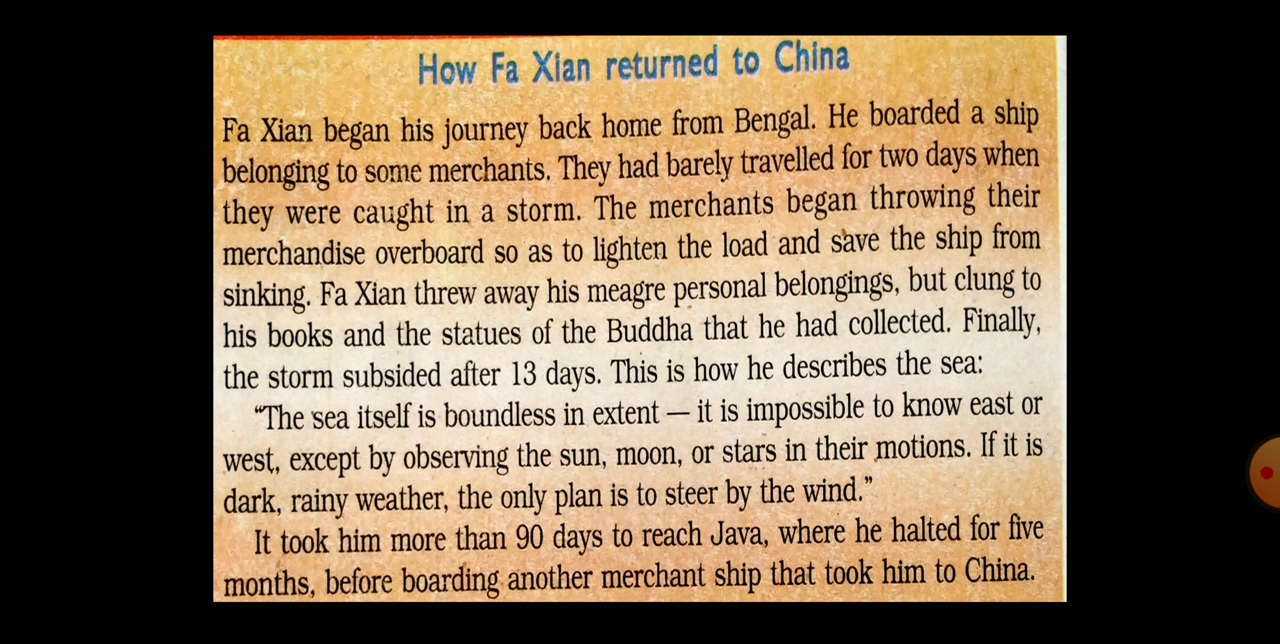 How Fa Xian returned to China
Fa Xian began his journey back home from Bengal. He boarded a ship
belonging to some merchants. They had barely travelled for two days when
they were caught in a storm. The merchants began throwing their
merchandise overboard so as to lighten the load and save the ship from
sinking. Fa Xian threw away his meagre personal belongings, but clung to
his books and the statues of the Buddha that he had collected. Finally,
the storm subsided after 13 days. This is how he describes the sea:
“The sea itself is boundless in extent — it is impossible to know east or
west, except by observing the sun, moon, or stars in their motions. If it is
dark, rainy weather, the only plan is to steer by the wind.”
It took him more than 90 days to reach Java, where he halted for five
months, before boarding another merchant ship that took him to China.